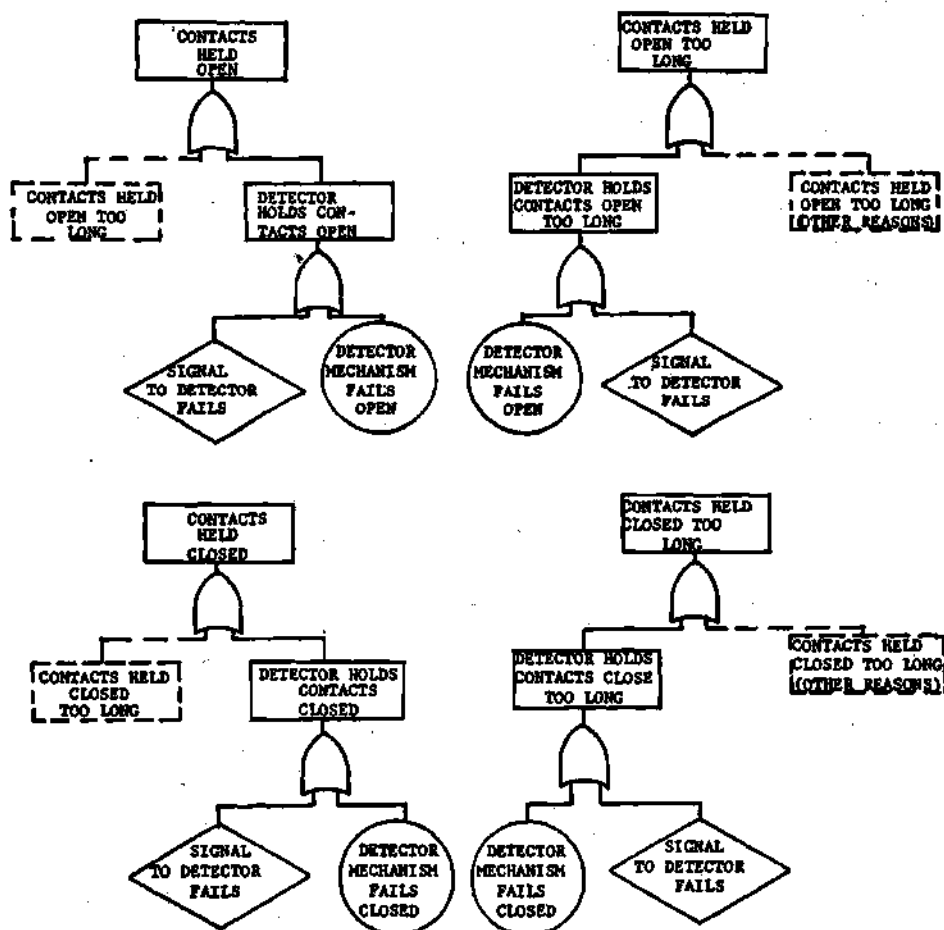 CONTACTS
HELD
OPEN
CONTACTS HELD
OPEN TOO
LONG
CONTACTS HELD
OPEN TOO
LONG
DETECTOR
HOLDS CON-
TACTS OPEN
DETECTOR HOLDS
CONTACTS OPEN
TOO LONG
CONTACTS HELD
OPEN TOO LONG
(OTHER REASONS)
SIGNAL
TO DETECTOR
FAILS
DETECTOR
MECHANISM
FAILS
OPEN
DETECTOR
MECHANISM
FAILS
OPEN
SIGNAL
TO DETECTOR
FAILS
CONTACTS
HELD
CLOSED
CONTACTS HELD
CLOSED TOO
LONG
CONTACTS HELD
CLOSED
TOO LONG
DETECTOR HOLDS
CONTACTS
CLOSED
DETECTOR HOLDS
CONTACTS CLOSE
TOO LONG
CONTACTS HELD
CLOSED TOO LONG
(OTHER REASONS)
SIGNAL
TO DETECTOR
FAILS
DETECTOR
MECHANISM
FAILS
CLOSED
DETECTOR
MECHANISM
FAILS
CLOSED
SIGNAL
TO DETECTOR
FAILS